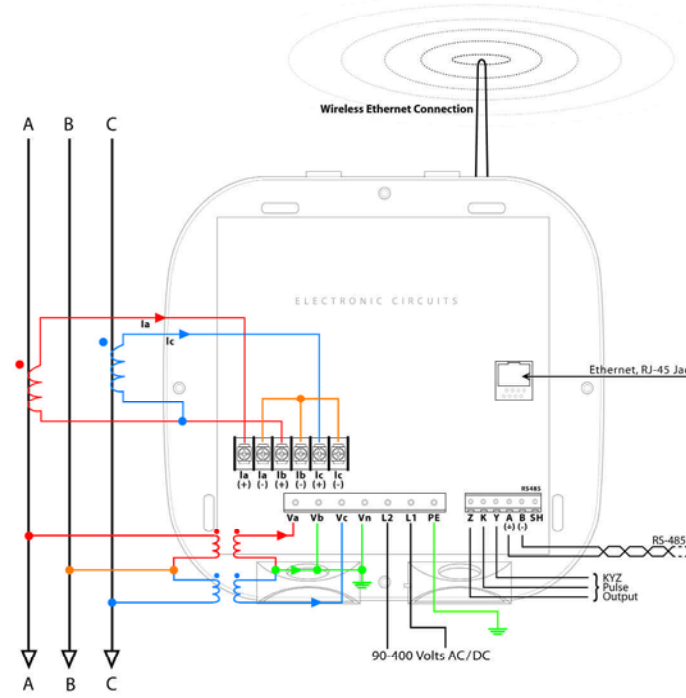 Wireless Ethernet Connection
A B C
ELECTRONIC CIRCUITS
Ia
Ic
Ethernet, RJ-45 Jac
Ia Ia Ib Ib Ic Ic
(+) (-) (+) (-) (+) (-)
RS485
Va Vb Vc Vn L2 L1 PE
Z K Y A B SH
(+) (-)
RS-485
KYZ
Pulse
Output
90-400 Volts AC/DC
A B C